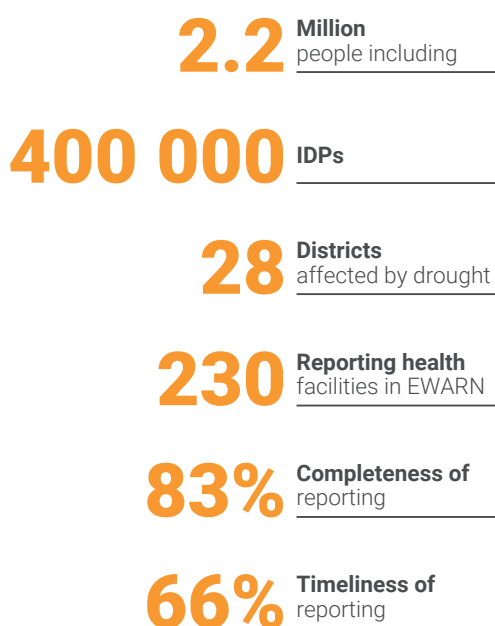 2.2 Million
people including
400 000 IDPs
28 Districts
affected by drought
230 Reporting health
facilities in EWARN
83% Completeness of
reporting
66% Timeliness of
reporting